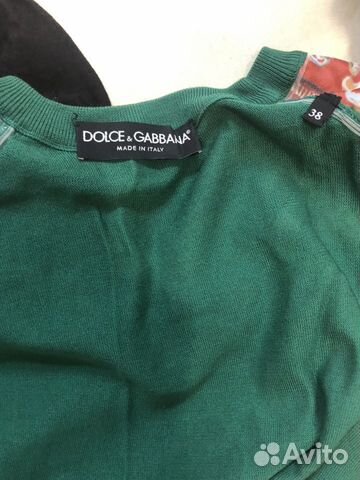 DOLCE & GABBANA
MADE IN ITALY
38
Avito